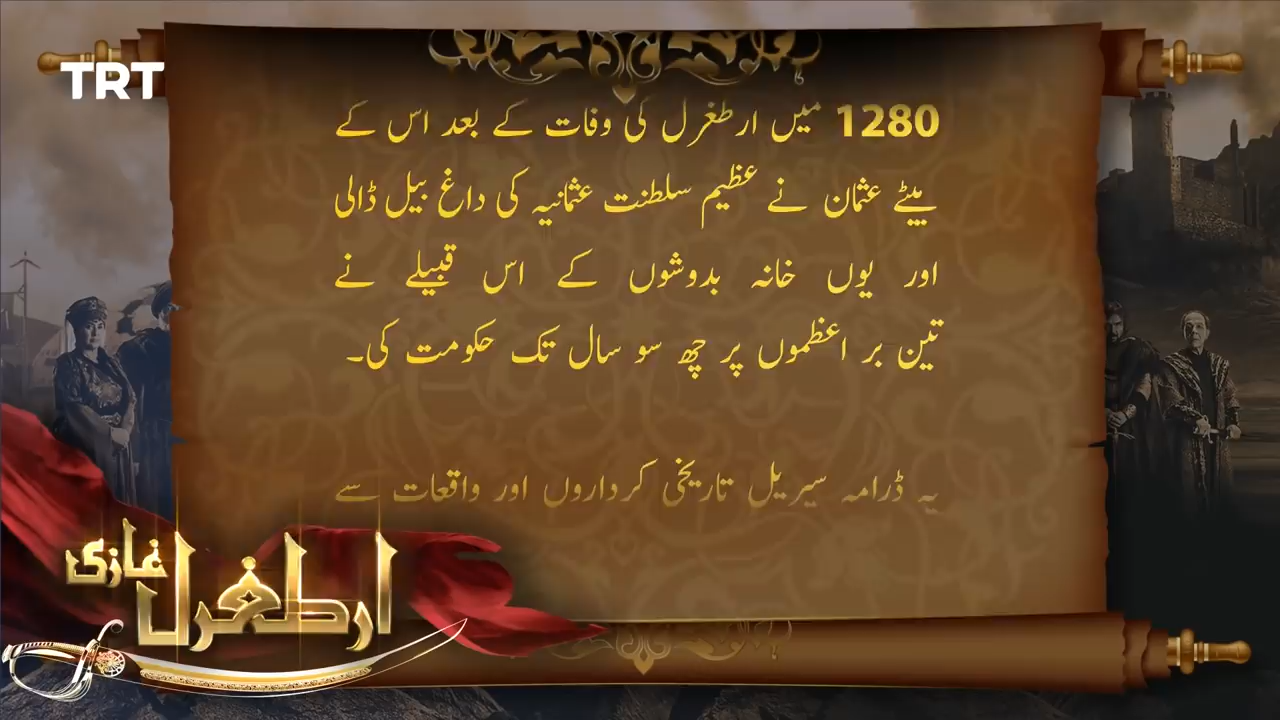 TRT
1280 میں ارطغرل کی وفات کے بعد اس کے
بیٹے عثمان نے عظیم سلطنت عثمانیہ کی داغ بیل ڈالی
اور یوں خانہ بدوشوں کے اس قبیلے نے
تین بر اعظموں پر چھ سو سال تک حکومت کی۔
یہ ڈرامہ سیریل تاریخی کرداروں اور واقعات سے
ارطغرل غازی